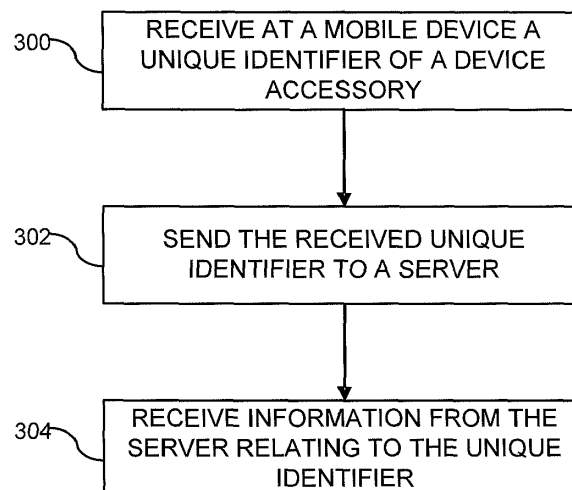 300
RECEIVE AT A MOBILE DEVICE A
UNIQUE IDENTIFIER OF A DEVICE
ACCESSORY
302
SEND THE RECEIVED UNIQUE
IDENTIFIER TO A SERVER
304
RECEIVE INFORMATION FROM THE
SERVER RELATING TO THE UNIQUE
IDENTIFIER